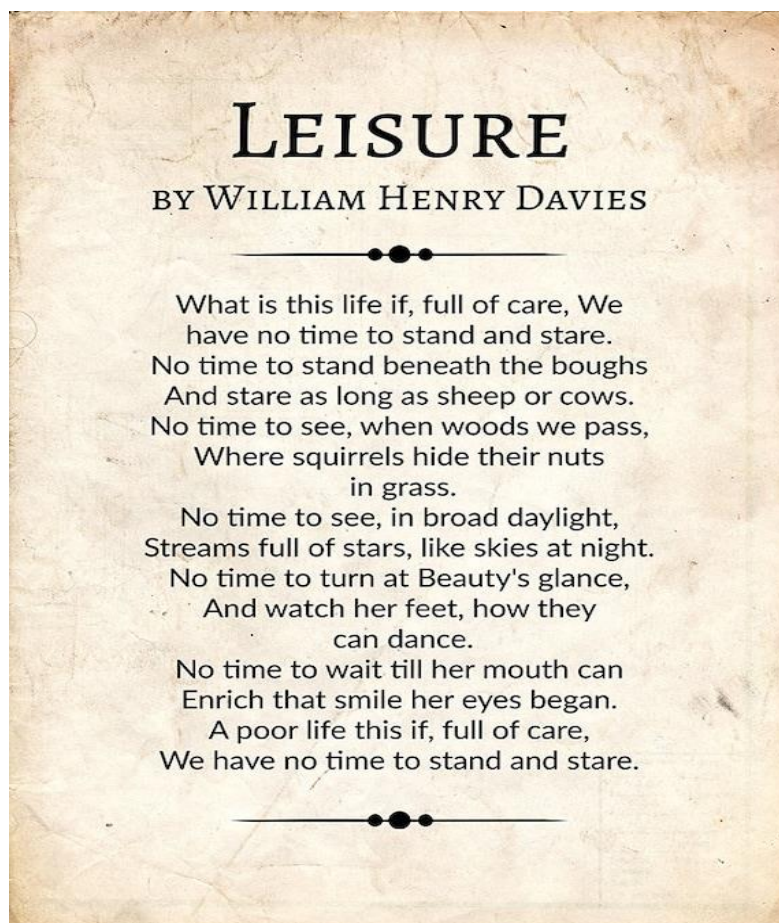 LEISURE
BY WILLIAM HENRY DAVIES
What is this life if, full of care, We
have no time to stand and stare.
No time to stand beneath the boughs
And stare as long as sheep or cows.
No time to see, when woods we pass,
Where squirrels hide their nuts
in grass.
No time to see, in broad daylight,
Streams full of stars, like skies at night.
No time to turn at Beauty's glance,
And watch her feet, how they
can dance.
No time to wait till her mouth can
Enrich that smile her eyes began.
A poor life this if, full of care,
We have no time to stand and stare.